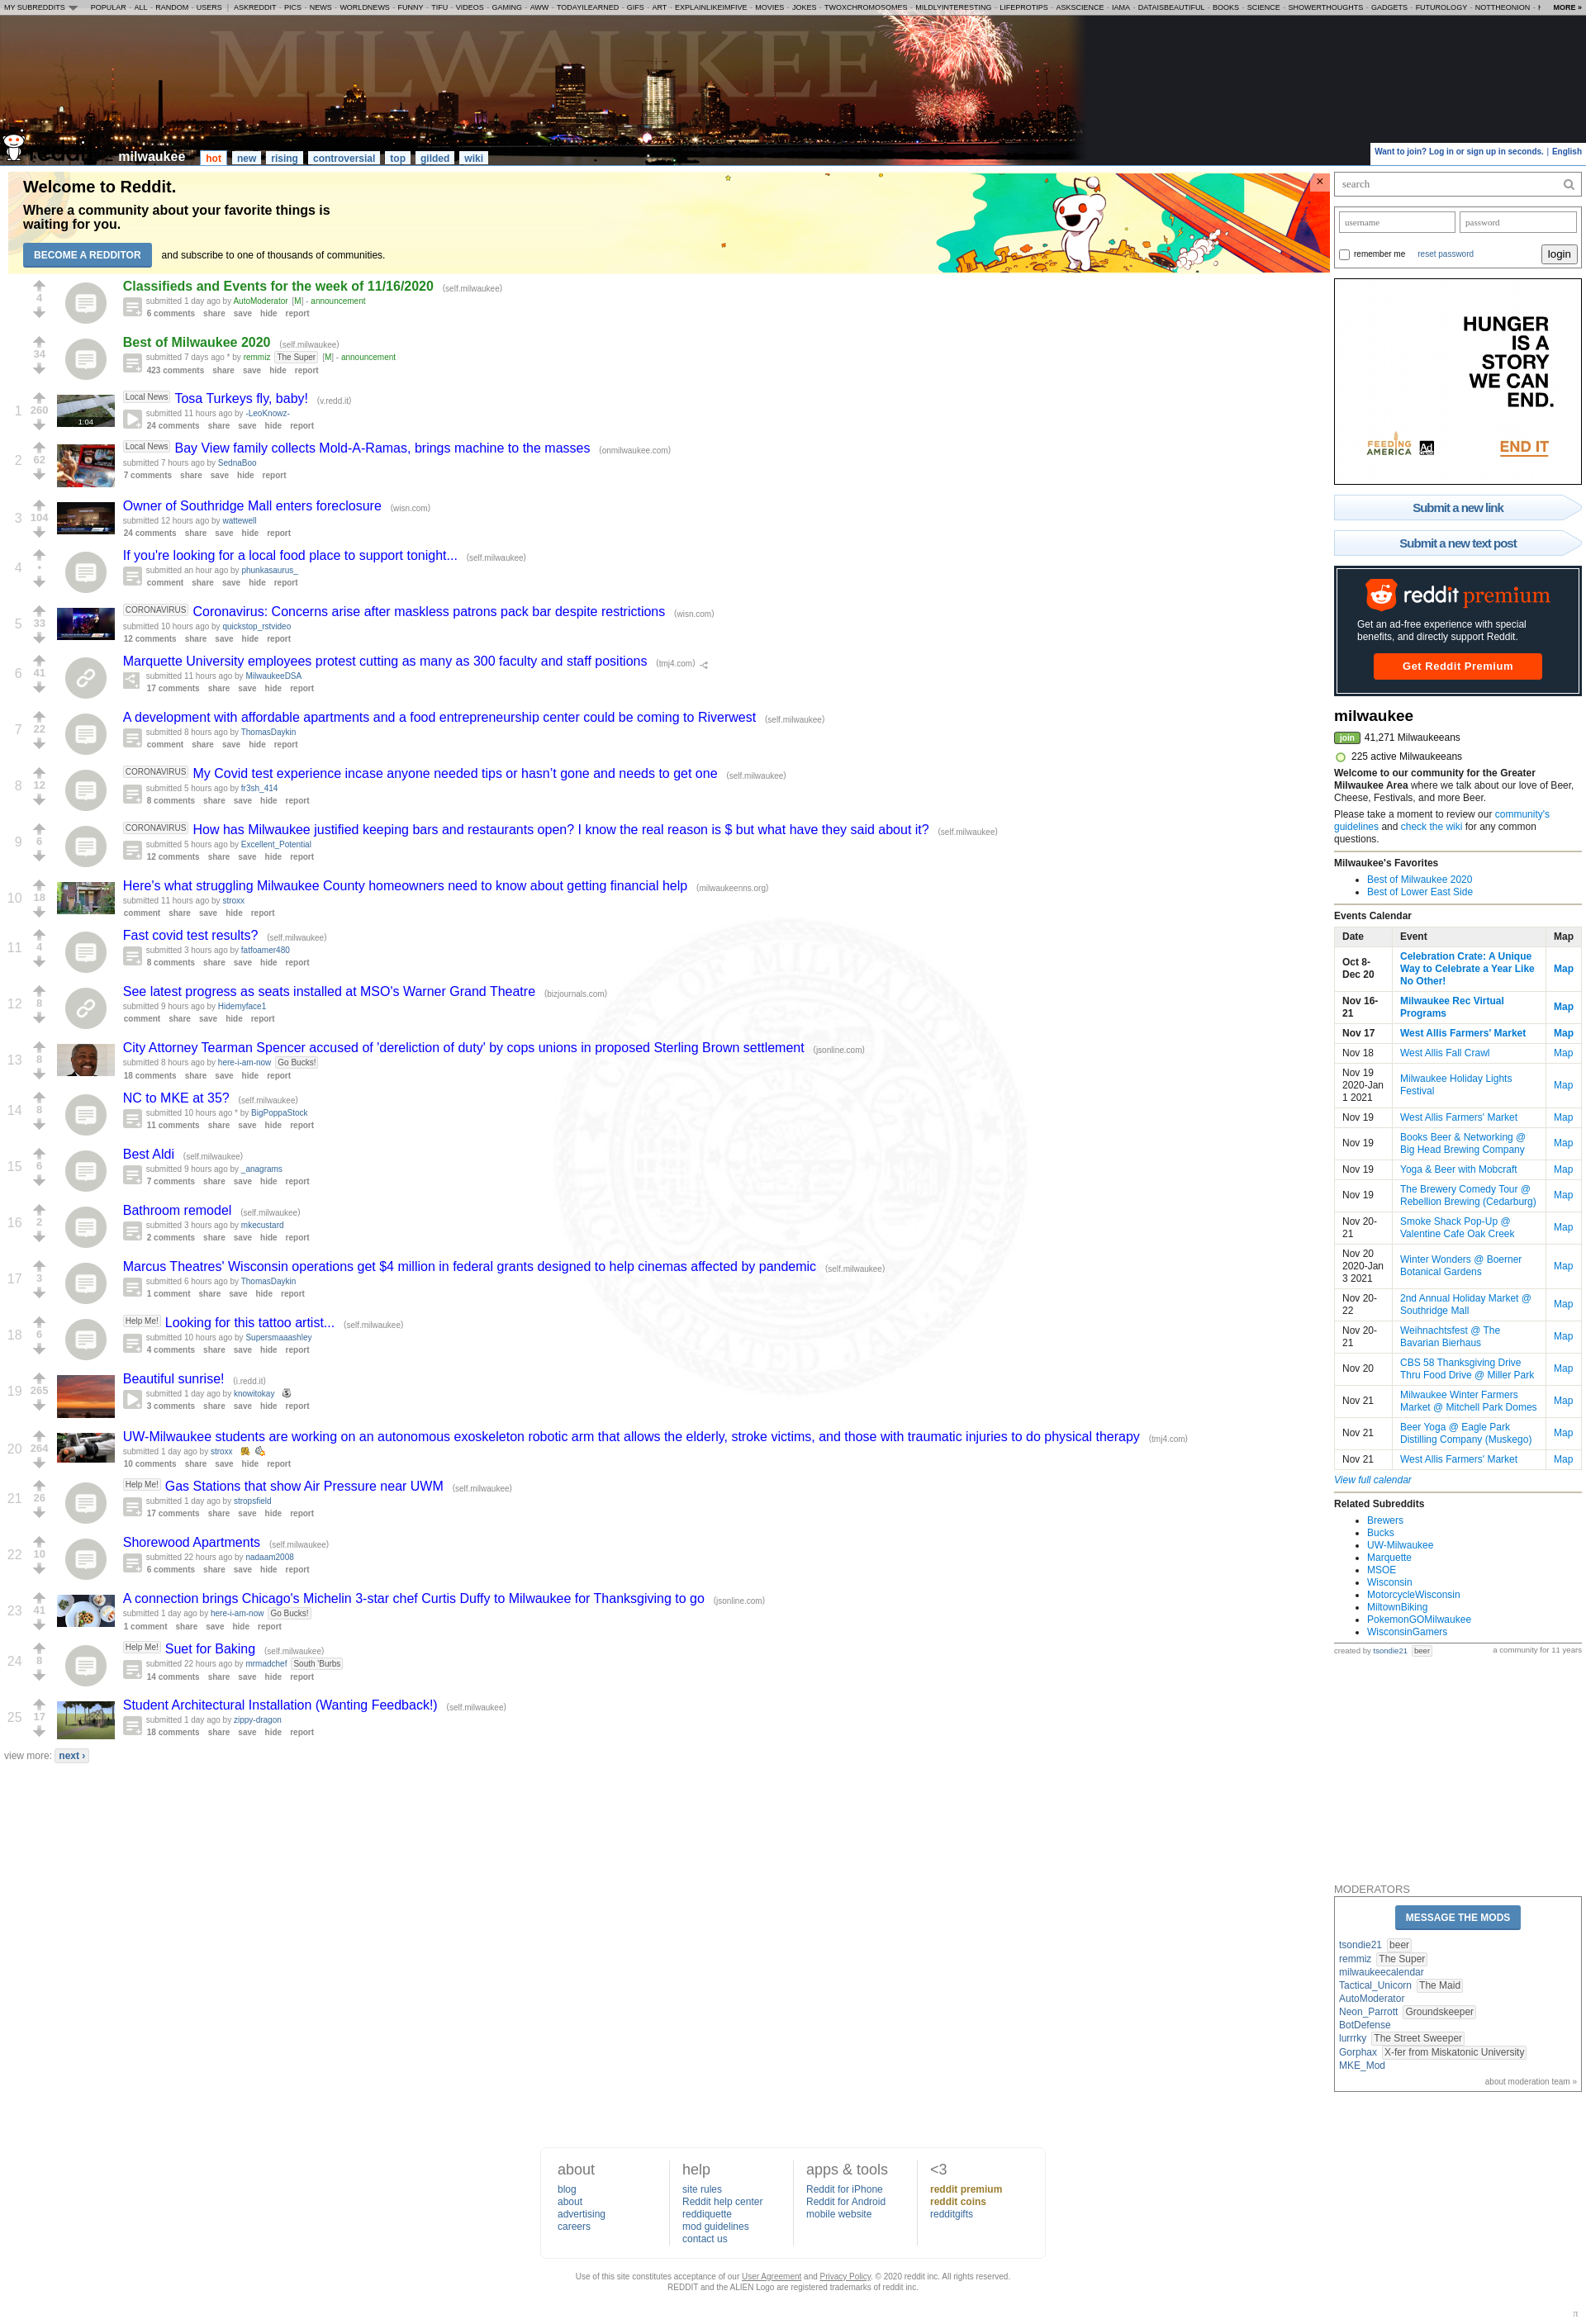 MY SUBREDDITS POPULAR - ALL - RANDOM - USERS | ASKREDDIT - PICS - NEWS - WORLDNEWS - FUNNY - TIFU - VIDEOS - GAMING - AWW - TODAYILEARNED - GIFS - ART - EXPLAINLIKEIMFIVE - MOVIES - JOKES - TWOXCHROMOSOMES - MILDLYINTERESTING - LIFEPROTIPS - ASKSCIENCE - IAMA - DATAISBEAUTIFUL - BOOKS - SCIENCE - SHOWERTHOUGHTS - GADGETS - FUTUROLOGY - NOTTHEONION - MORE »
MILWAUKEE
milwaukee hot new rising controversial top gilded wiki
Want to join? Log in or sign up in seconds. | English
Welcome to Reddit.
Where a community about your favorite things is
waiting for you.
BECOME A REDDITOR and subscribe to one of thousands of communities.
×
4
Classifieds and Events for the week of 11/16/2020 (self.milwaukee)
submitted 1 day ago by AutoModerator [M] - announcement
6 comments share save hide report
34
Best of Milwaukee 2020 (self.milwaukee)
submitted 7 days ago * by remmiz The Super [M] - announcement
423 comments share save hide report
1 260 1:04
Local News Tosa Turkeys fly, baby! (v.redd.it)
submitted 11 hours ago by -LeoKnowz-
24 comments share save hide report
2 62
Local News Bay View family collects Mold-A-Ramas, brings machine to the masses (onmilwaukee.com)
submitted 7 hours ago by SednaBoo
7 comments share save hide report
3 104
Owner of Southridge Mall enters foreclosure (wisn.com)
submitted 12 hours ago by wattewell
24 comments share save hide report
4 •
If you're looking for a local food place to support tonight... (self.milwaukee)
submitted an hour ago by phunkasaurus_
comment share save hide report
5 33
CORONAVIRUS Coronavirus: Concerns arise after maskless patrons pack bar despite restrictions (wisn.com)
submitted 10 hours ago by quickstop_rstvideo
12 comments share save hide report
6 41
Marquette University employees protest cutting as many as 300 faculty and staff positions (tmj4.com)
submitted 11 hours ago by MilwaukeeDSA
17 comments share save hide report
7 22
A development with affordable apartments and a food entrepreneurship center could be coming to Riverwest (self.milwaukee)
submitted 8 hours ago by ThomasDaykin
comment share save hide report
8 12
CORONAVIRUS My Covid test experience incase anyone needed tips or hasn’t gone and needs to get one (self.milwaukee)
submitted 5 hours ago by fr3sh_414
8 comments share save hide report
9 6
CORONAVIRUS How has Milwaukee justified keeping bars and restaurants open? I know the real reason is $ but what have they said about it? (self.milwaukee)
submitted 5 hours ago by Excellent_Potential
12 comments share save hide report
10 18
Here's what struggling Milwaukee County homeowners need to know about getting financial help (milwaukeenns.org)
submitted 11 hours ago by stroxx
comment share save hide report
11 4
Fast covid test results? (self.milwaukee)
submitted 3 hours ago by fatfoamer480
8 comments share save hide report
12 8
See latest progress as seats installed at MSO's Warner Grand Theatre (bizjournals.com)
submitted 9 hours ago by Hidemyface1
comment share save hide report
13 8
City Attorney Tearman Spencer accused of 'dereliction of duty' by cops unions in proposed Sterling Brown settlement (jsonline.com)
submitted 8 hours ago by here-i-am-now Go Bucks!
18 comments share save hide report
14 8
NC to MKE at 35? (self.milwaukee)
submitted 10 hours ago * by BigPoppaStock
11 comments share save hide report
15 6
Best Aldi (self.milwaukee)
submitted 9 hours ago by _anagrams
7 comments share save hide report
16 2
Bathroom remodel (self.milwaukee)
submitted 3 hours ago by mkecustard
2 comments share save hide report
17 3
Marcus Theatres' Wisconsin operations get $4 million in federal grants designed to help cinemas affected by pandemic (self.milwaukee)
submitted 6 hours ago by ThomasDaykin
1 comment share save hide report
18 6
Help Me! Looking for this tattoo artist... (self.milwaukee)
submitted 10 hours ago by Supersmaaashley
4 comments share save hide report
19 265
Beautiful sunrise! (i.redd.it)
submitted 1 day ago by knowitokay
3 comments share save hide report
20 264
UW-Milwaukee students are working on an autonomous exoskeleton robotic arm that allows the elderly, stroke victims, and those with traumatic injuries to do physical therapy (tmj4.com)
submitted 1 day ago by stroxx
10 comments share save hide report
21 26
Help Me! Gas Stations that show Air Pressure near UWM (self.milwaukee)
submitted 1 day ago by stropsfield
17 comments share save hide report
22 10
Shorewood Apartments (self.milwaukee)
submitted 22 hours ago by nadaam2008
6 comments share save hide report
23 41
A connection brings Chicago's Michelin 3-star chef Curtis Duffy to Milwaukee for Thanksgiving to go (jsonline.com)
submitted 1 day ago by here-i-am-now Go Bucks!
1 comment share save hide report
24 8
Help Me! Suet for Baking (self.milwaukee)
submitted 22 hours ago by mrmadchef South 'Burbs
14 comments share save hide report
25 17
Student Architectural Installation (Wanting Feedback!) (self.milwaukee)
submitted 1 day ago by zippy-dragon
18 comments share save hide report
view more: next ›
search
username password
remember me reset password login
HUNGER
IS A
STORY
WE CAN
END.
FEEDING
AMERICA
Ad
END IT
Submit a new link
Submit a new text post
reddit premium
Get an ad-free experience with special
benefits, and directly support Reddit.
Get Reddit Premium
milwaukee
join 41,271 Milwaukeeans
225 active Milwaukeeans
Welcome to our community for the Greater
Milwaukee Area where we talk about our love of Beer,
Cheese, Festivals, and more Beer.
Please take a moment to review our community's
guidelines and check the wiki for any common
questions.
Milwaukee's Favorites
Best of Milwaukee 2020
Best of Lower East Side
Events Calendar
Date Event Map
Oct 8-Dec 20 Celebration Crate: A Unique Way to Celebrate a Year Like No Other! Map
Nov 16-21 Milwaukee Rec Virtual Programs Map
Nov 17 West Allis Farmers' Market Map
Nov 18 West Allis Fall Crawl Map
Nov 19 2020-Jan 1 2021 Milwaukee Holiday Lights Festival Map
Nov 19 West Allis Farmers' Market Map
Nov 19 Books Beer & Networking @ Big Head Brewing Company Map
Nov 19 Yoga & Beer with Mobcraft Map
Nov 19 The Brewery Comedy Tour @ Rebellion Brewing (Cedarburg) Map
Nov 20-21 Smoke Shack Pop-Up @ Valentine Cafe Oak Creek Map
Nov 20 2020-Jan 3 2021 Winter Wonders @ Boerner Botanical Gardens Map
Nov 20-22 2nd Annual Holiday Market @ Southridge Mall Map
Nov 20-21 Weihnachtsfest @ The Bavarian Bierhaus Map
Nov 20 CBS 58 Thanksgiving Drive Thru Food Drive @ Miller Park Map
Nov 21 Milwaukee Winter Farmers Market @ Mitchell Park Domes Map
Nov 21 Beer Yoga @ Eagle Park Distilling Company (Muskego) Map
Nov 21 West Allis Farmers' Market Map
View full calendar
Related Subreddits
Brewers
Bucks
UW-Milwaukee
Marquette
MSOE
Wisconsin
MotorcycleWisconsin
MiltownBiking
PokemonGOMilwaukee
WisconsinGamers
created by tsondie21 beer a community for 11 years
MODERATORS
MESSAGE THE MODS
tsondie21 beer
remmiz The Super
milwaukeecalendar
Tactical_Unicorn The Maid
AutoModerator
Neon_Parrott Groundskeeper
BotDefense
lurrrky The Street Sweeper
Gorphax X-fer from Miskatonic University
MKE_Mod
about moderation team »
about
blog
about
advertising
careers
help
site rules
Reddit help center
reddiquette
mod guidelines
contact us
apps & tools
Reddit for iPhone
Reddit for Android
mobile website
<3
reddit premium
reddit coins
redditgifts
Use of this site constitutes acceptance of our User Agreement and Privacy Policy. © 2020 reddit inc. All rights reserved.
REDDIT and the ALIEN Logo are registered trademarks of reddit inc.
π